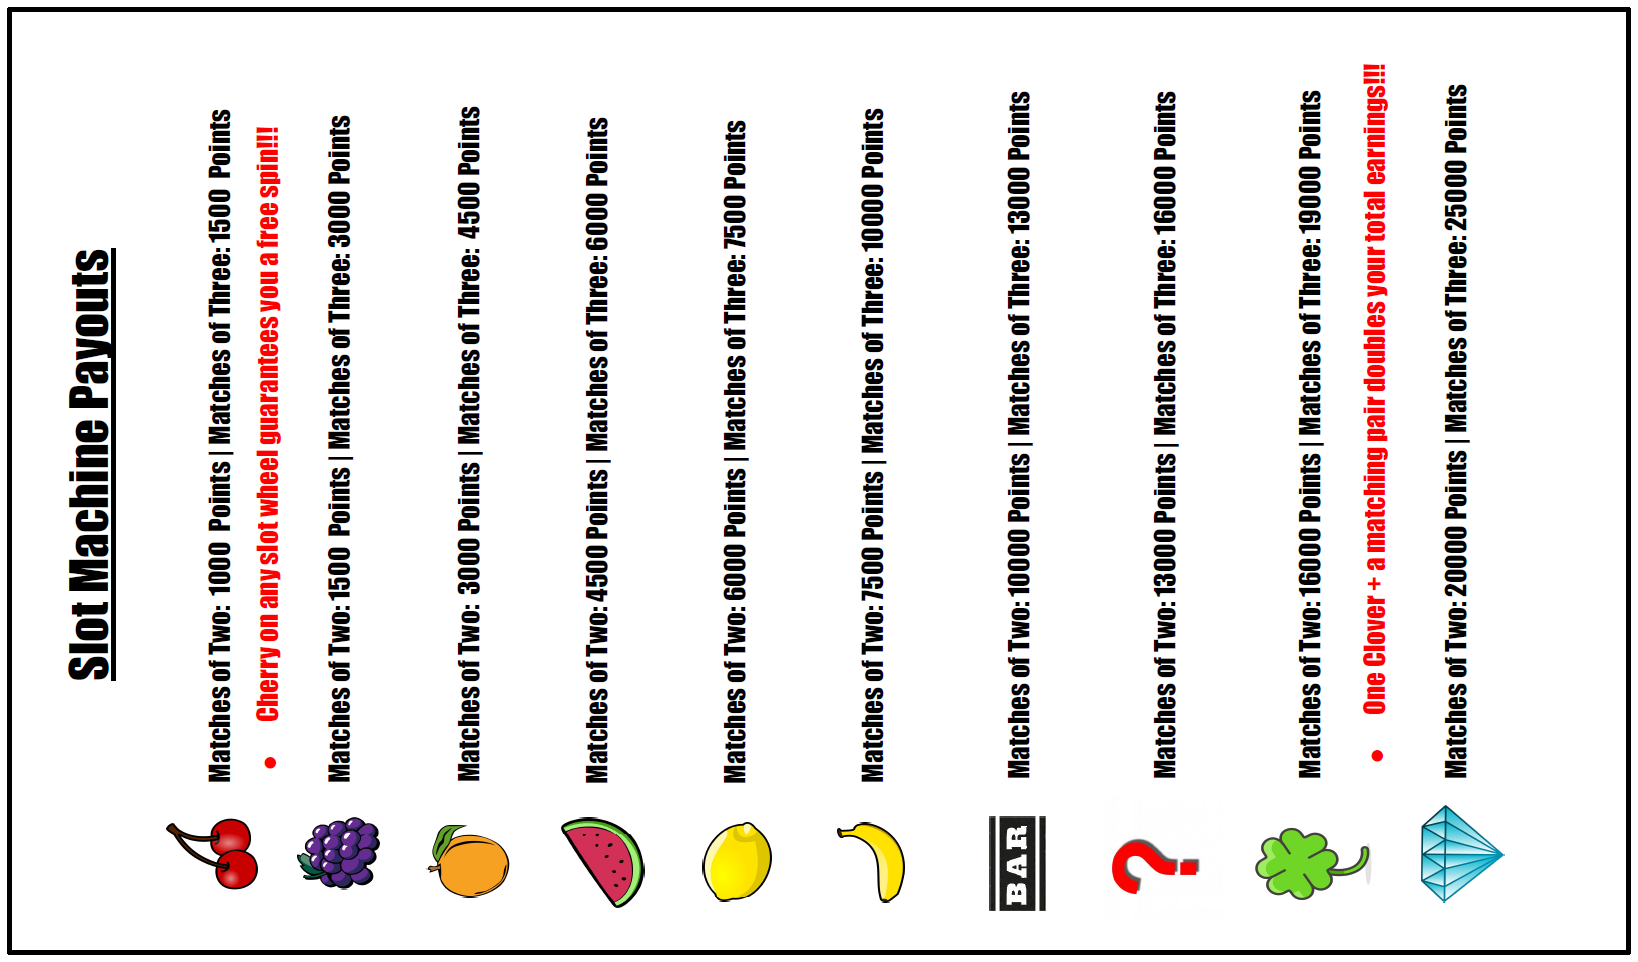 Slot Machine Payouts
Matches of Two: 1000 Points | Matches of Three: 1500 Points
• Cherry on any slot wheel guarantees you a free spin!!!
Matches of Two: 1500 Points | Matches of Three: 3000 Points
Matches of Two: 3000 Points | Matches of Three: 4500 Points
Matches of Two: 4500 Points | Matches of Three: 6000 Points
Matches of Two: 6000 Points | Matches of Three: 7500 Points
Matches of Two: 7500 Points | Matches of Three: 10000 Points
BAR
Matches of Two: 10000 Points | Matches of Three: 13000 Points
?
Matches of Two: 13000 Points | Matches of Three: 16000 Points
Matches of Two: 16000 Points | Matches of Three: 19000 Points
• One Clover + a matching pair doubles your total earnings!!!
Matches of Two: 20000 Points | Matches of Three: 25000 Points